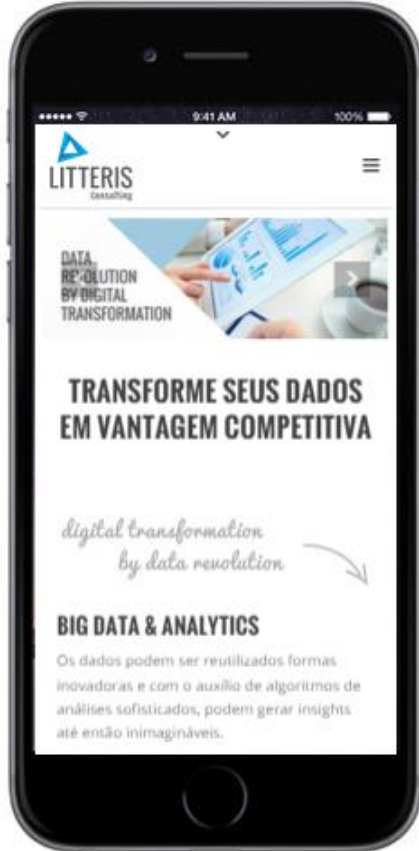 9:41 AM
100%
LITTERIS
Consulting
DATA
REVOLUTION
BY DIGITAL
TRANSFORMATION
TRANSFORME SEUS DADOS
EM VANTAGEM COMPETITIVA
digital transformation
by data revolution
BIG DATA & ANALYTICS
Os dados podem ser reutilizados formas
inovadoras e com o auxílio de algoritmos de
análises sofisticados, podem gerar insights
até então inimagináveis.